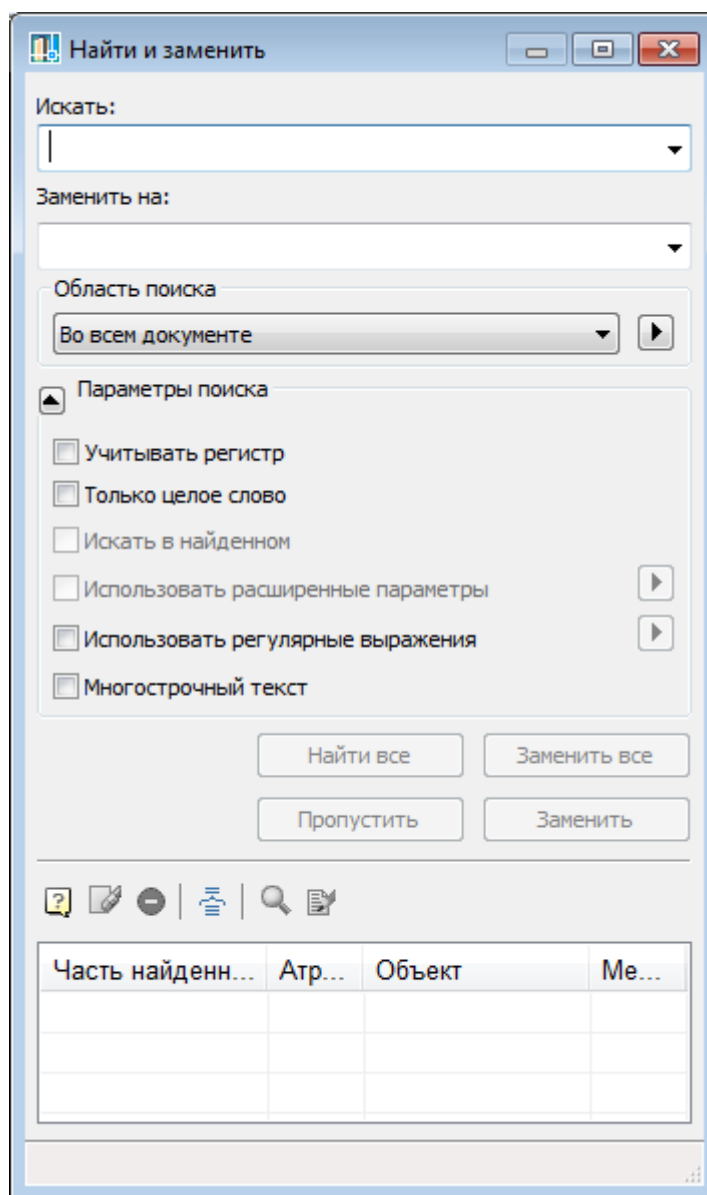 Найти и заменить
Искать:
Заменить на:
Область поиска
Во всем документе
Параметры поиска
Учитывать регистр
Только целое слово
Искать в найденном
Использовать расширенные параметры
Использовать регулярные выражения
Многострочный текст
Найти все Заменить все
Пропустить Заменить
Часть найденн... Атр... Объект Ме...